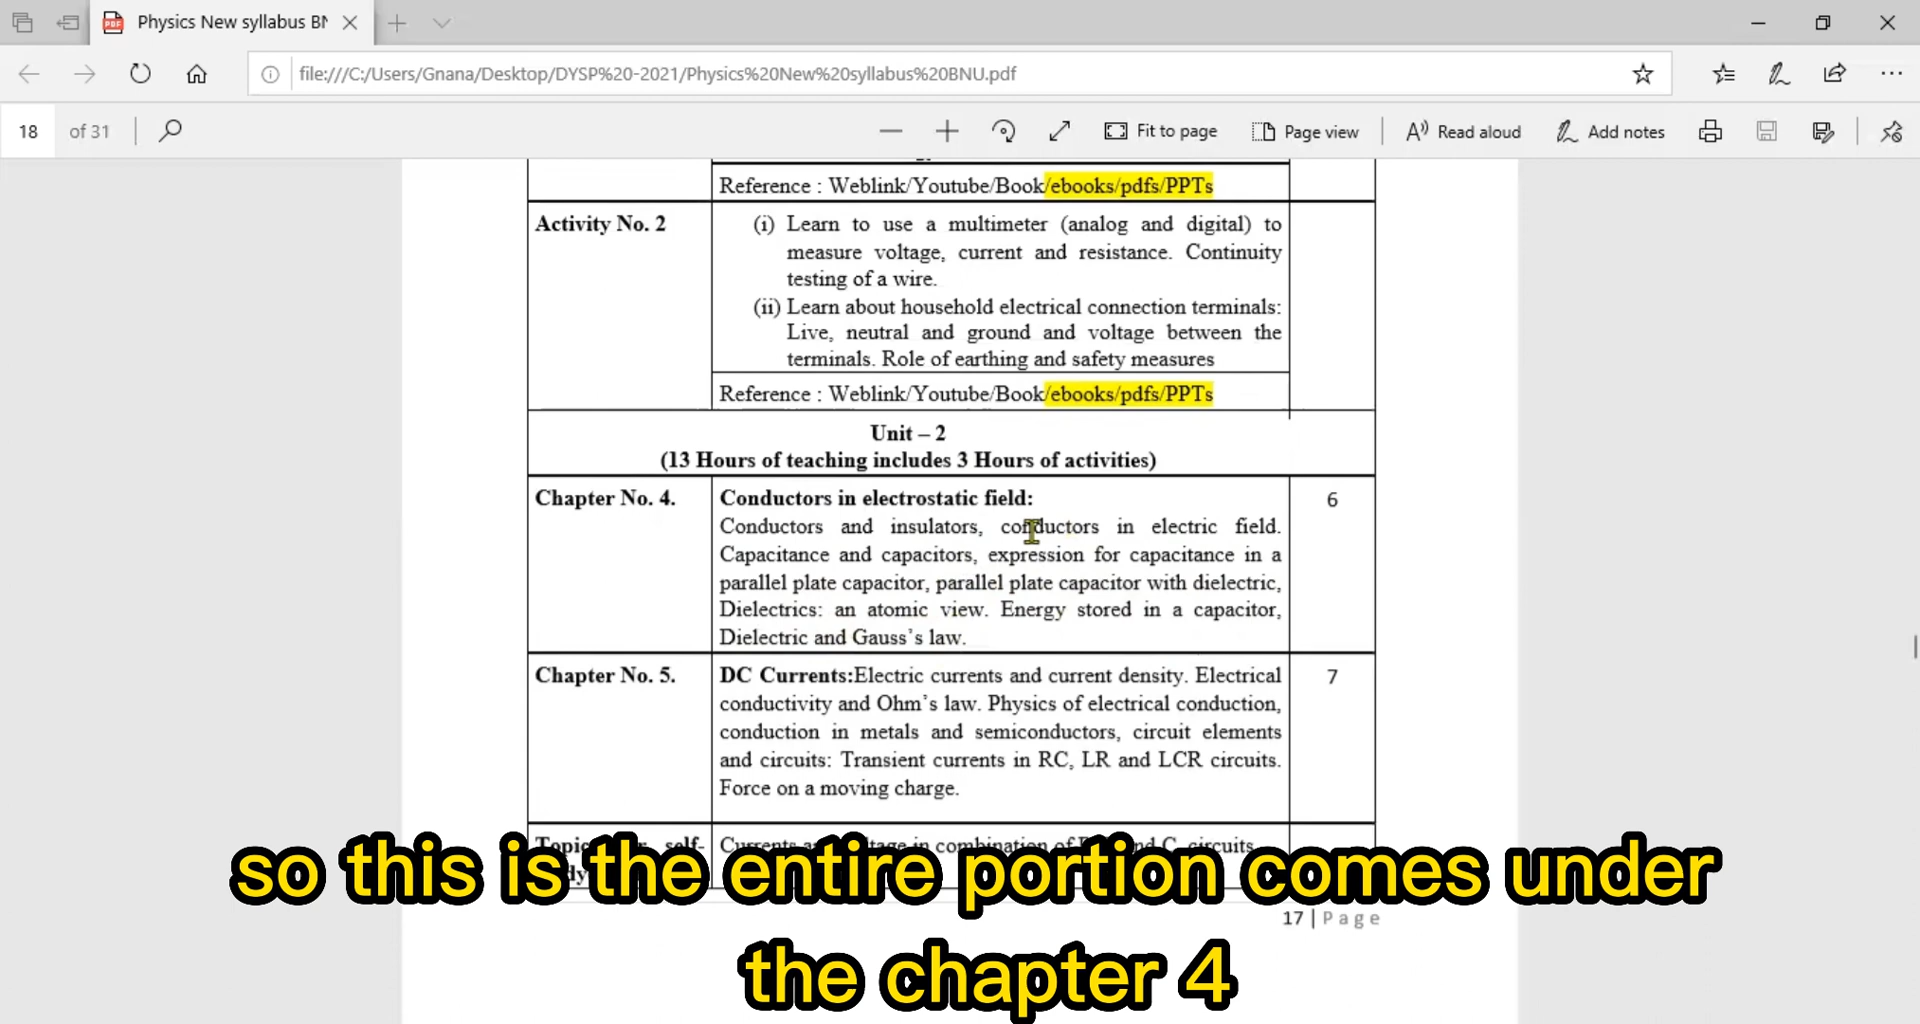 Physics New syllabus BN
file:///C:/Users/Gnana/Desktop/DYSP%20-2021/Physics%20New%20syllabus%20BNU.pdf
18 of 31
Fit to page
Page view
Read aloud
Add notes
Reference : Weblink/Youtube/Book/ebooks/pdfs/PPTs
Activity No. 2
(i) Learn to use a multimeter (analog and digital) to
measure voltage, current and resistance. Continuity
testing of a wire.
(ii) Learn about household electrical connection terminals:
Live, neutral and ground and voltage between the
terminals. Role of earthing and safety measures
Reference : Weblink/Youtube/Book/ebooks/pdfs/PPTs
Unit – 2
(13 Hours of teaching includes 3 Hours of activities)
Chapter No. 4.
Conductors in electrostatic field:
6
Conductors and insulators, conductors in electric field.
Capacitance and capacitors, expression for capacitance in a
parallel plate capacitor, parallel plate capacitor with dielectric,
Dielectrics: an atomic view. Energy stored in a capacitor,
Dielectric and Gauss's law.
Chapter No. 5.
DC Currents:Electric currents and current density. Electrical
7
conductivity and Ohm's law. Physics of electrical conduction,
conduction in metals and semiconductors, circuit elements
and circuits: Transient currents in RC, LR and LCR circuits.
Force on a moving charge.
self-
combination of
C circuits
17 | Page
so this is the entire portion comes under
the chapter 4